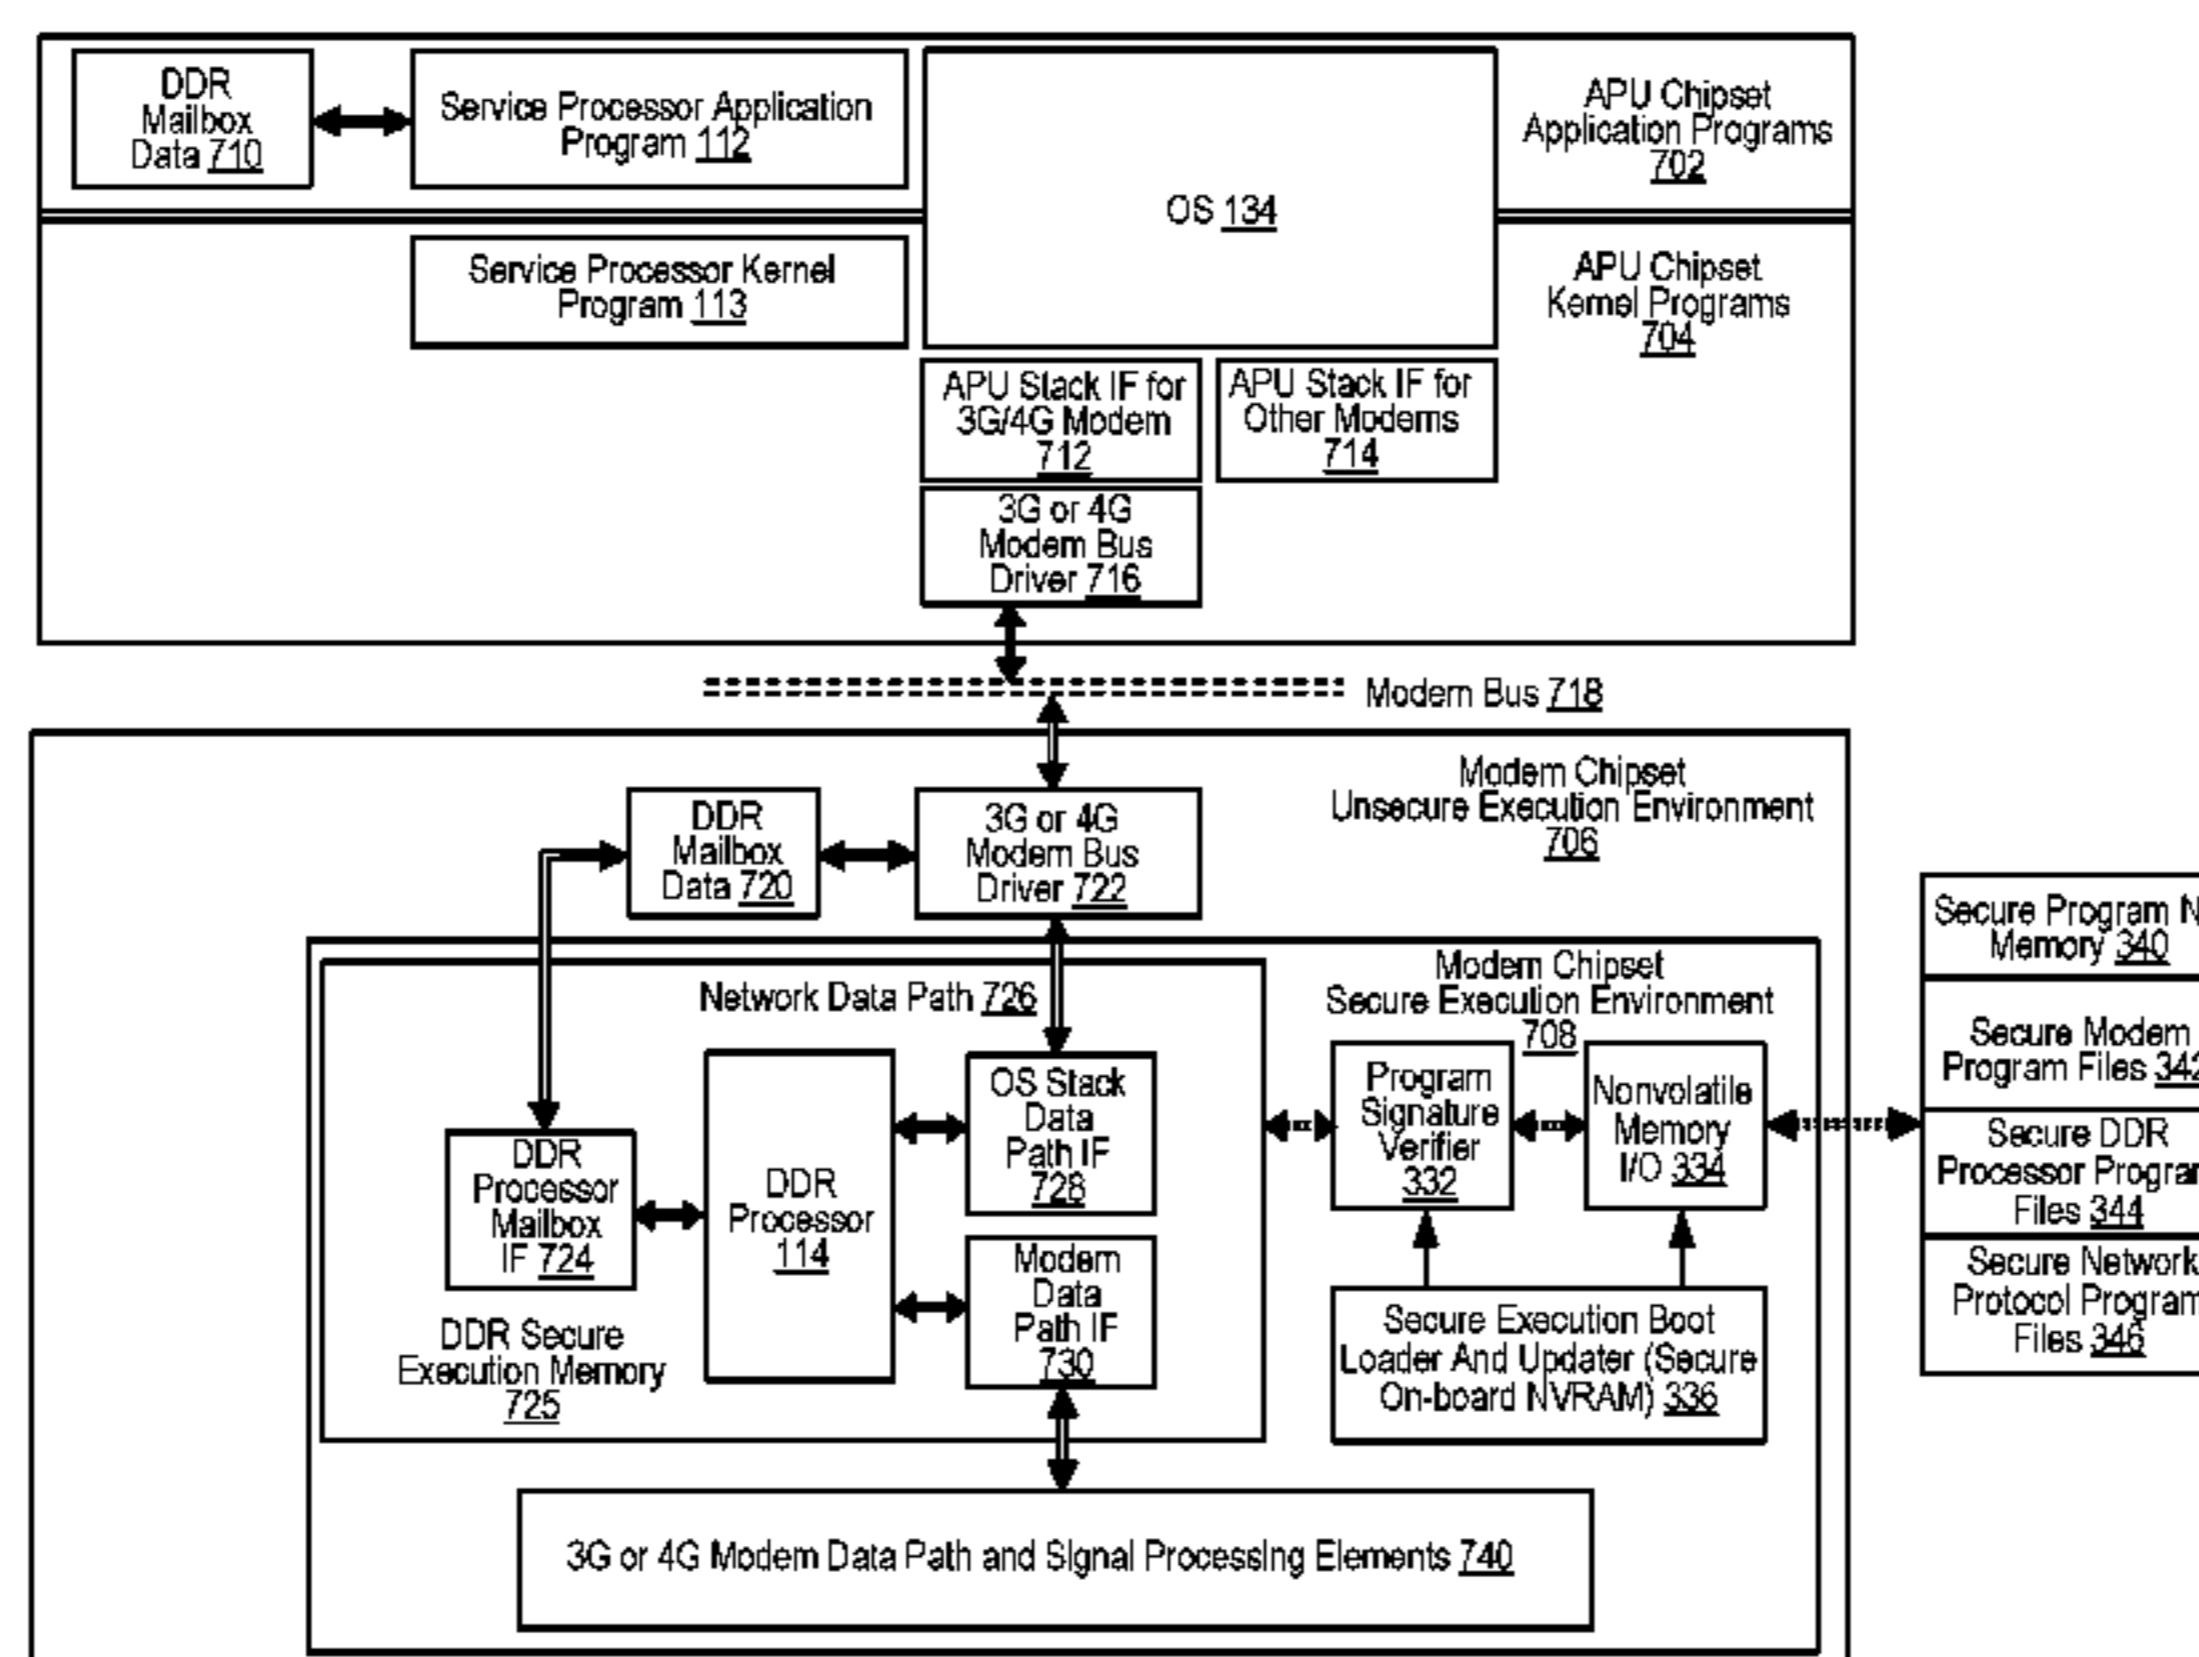 DDR
Mailbox
Data 710
Service Processor Application
Program 112
OS 134
APU Chipset
Application Programs
702
Service Processor Kernel
Program 113
APU Chipset
Kernel Programs
704
APU Stack IF for
3G/4G Modem
712
APU Stack IF for
Other Modems
714
3G or 4G
Modem Bus
Driver 716
Modem Bus 718
Modem Chipset
Unsecure Execution Environment
706
DDR
Mailbox
Data 720
3G or 4G
Modem Bus
Driver 722
Network Data Path 726
Modem Chipset
Secure Execution Environment
708
DDR
Processor
Mailbox
IF 724
DDR
Processor
114
OS Stack
Data
Path IF
728
Modem
Data
Path IF
730
DDR Secure
Execution Memory
725
Program
Signature
Verifier
332
Nonvolatile
Memory
I/O 334
Secure Execution Boot
Loader And Updater (Secure
On-board NVRAM) 336
3G or 4G Modem Data Path and Signal Processing Elements 740
Secure Program
Memory 340
Secure Modem
Program Files 342
Secure DDR
Processor
Files 344
Secure Network
Protocol Program
Files 346